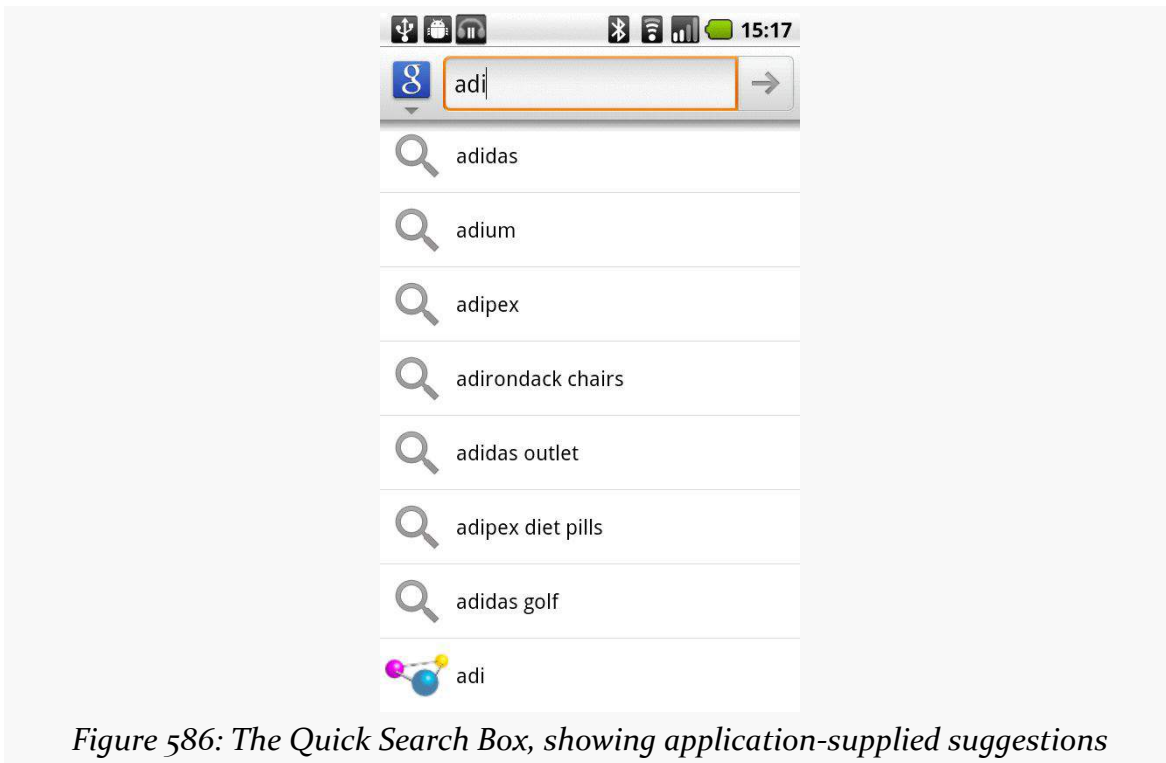 15:17
g adi
adidas
adium
adipex
adirondack chairs
adidas outlet
adipex diet pills
adidas golf
adi
Figure 586: The Quick Search Box, showing application-supplied suggestions